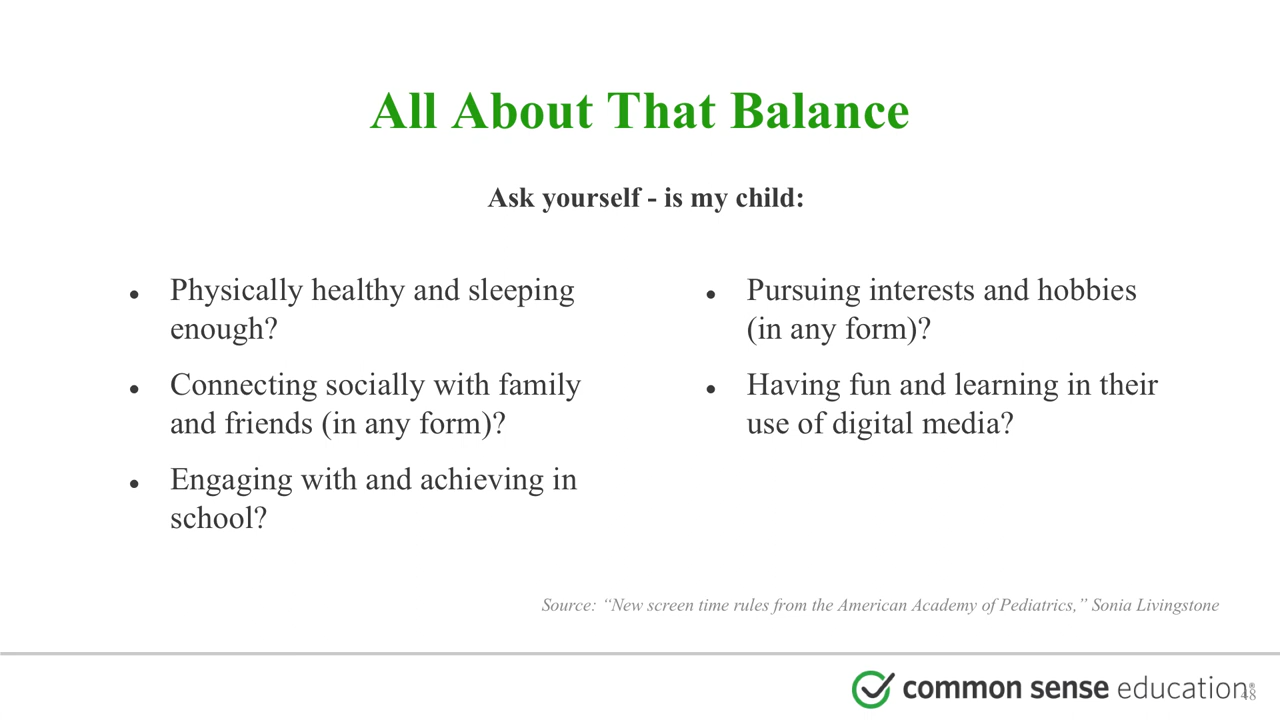 All About That Balance
Ask yourself - is my child:
● Physically healthy and sleeping
enough?
● Connecting socially with family
and friends (in any form)?
● Engaging with and achieving in
school?
● Pursuing interests and hobbies
(in any form)?
● Having fun and learning in their
use of digital media?
Source: “New screen time rules from the American Academy of Pediatrics,” Sonia Livingstone
common sense education®
48